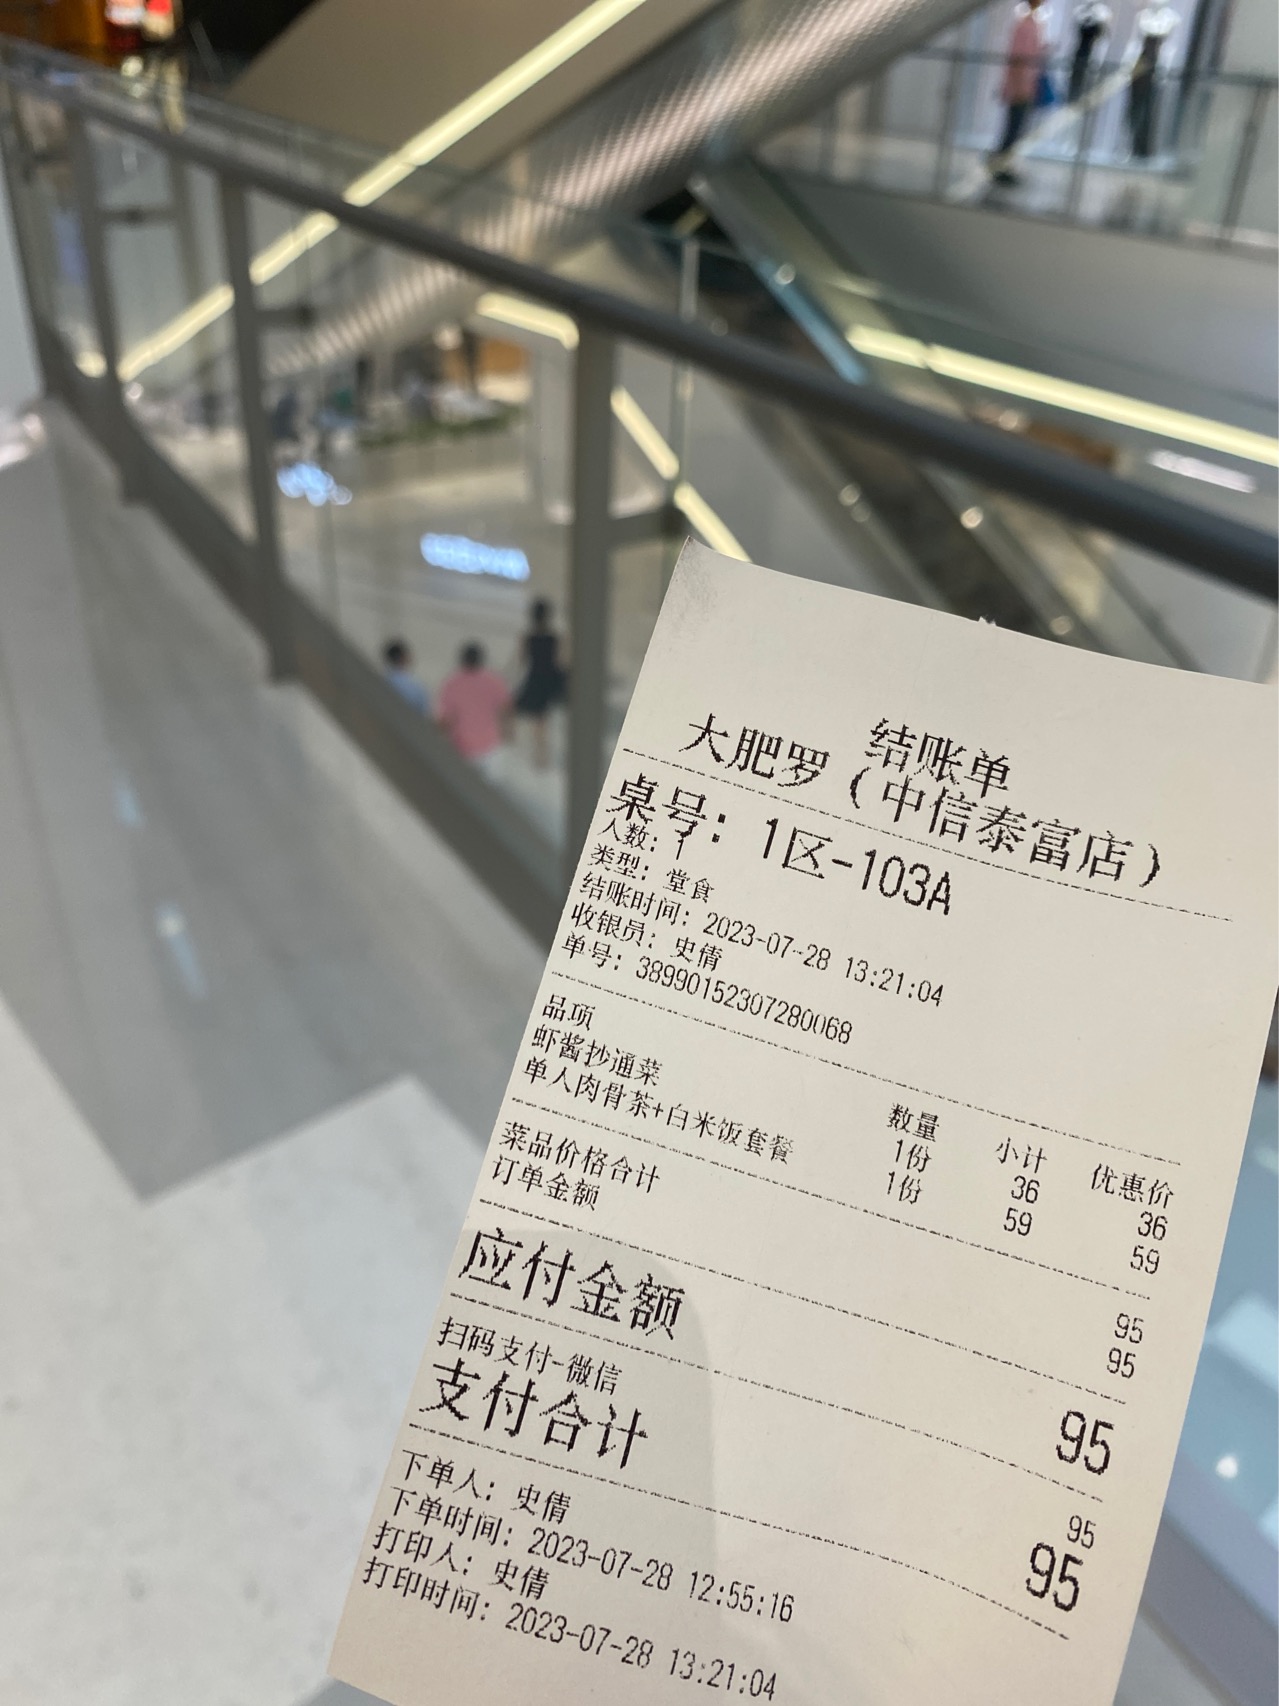 结账单
大肥罗（中信泰富店）
桌号：1区-103A
人数：1
类型：堂食
结账时间：2023-07-28 13:21:04
收银员：史倩
单号：38990152307280068
品项 数量 小计 优惠价
虾酱抄通菜 1份 36 36
单人肉骨茶+白米饭套餐 1份 59 59
菜品价格合计 95
订单金额 95
应付金额 95
扫码支付-微信 95
支付合计 95
下单人：史倩
下单时间：2023-07-28 12:55:16
打印人：史倩
打印时间：2023-07-28 13:21:04